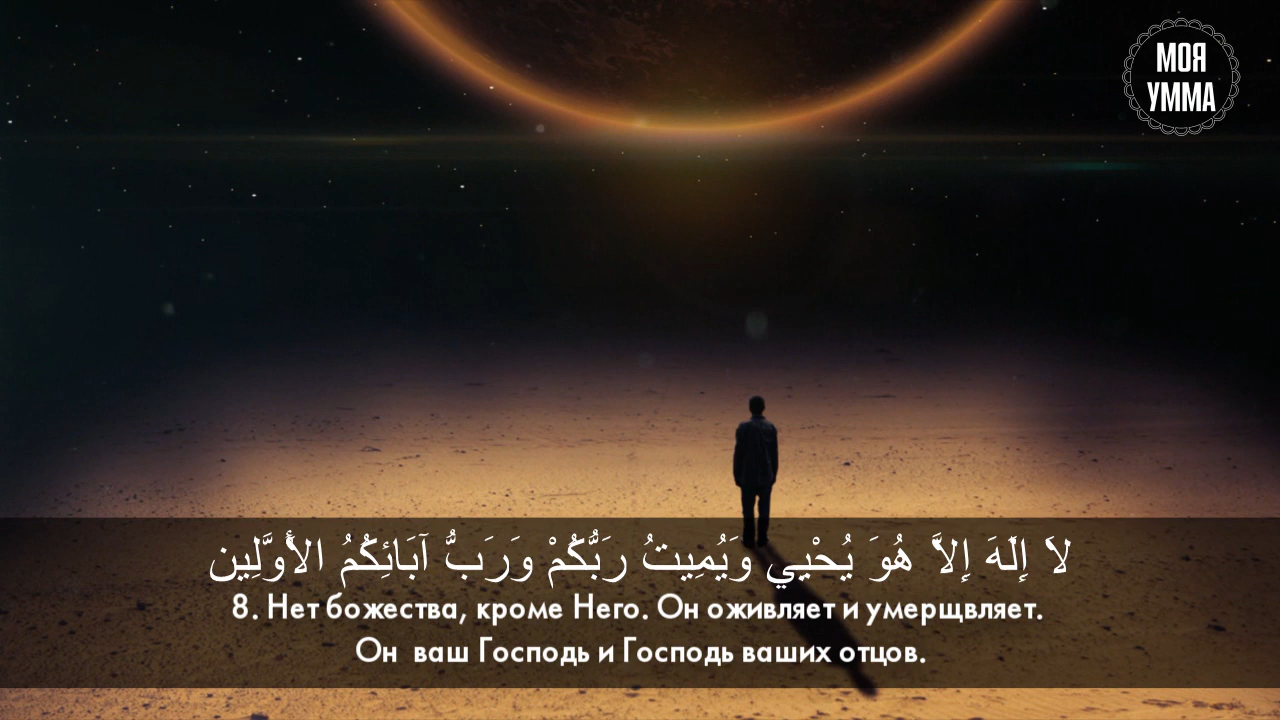 МОЯ
УММА
لاَ إِلَهَ إِلاَّ هُوَ يُحْيِي وَيُمِيتُ رَبُّكُمْ وَرَبُّ آبَائِكُمُ الأَوَّلِين
8. Нет божества, кроме Него. Он оживляет и умерщвляет.
Он ваш Господь и Господь ваших отцов.